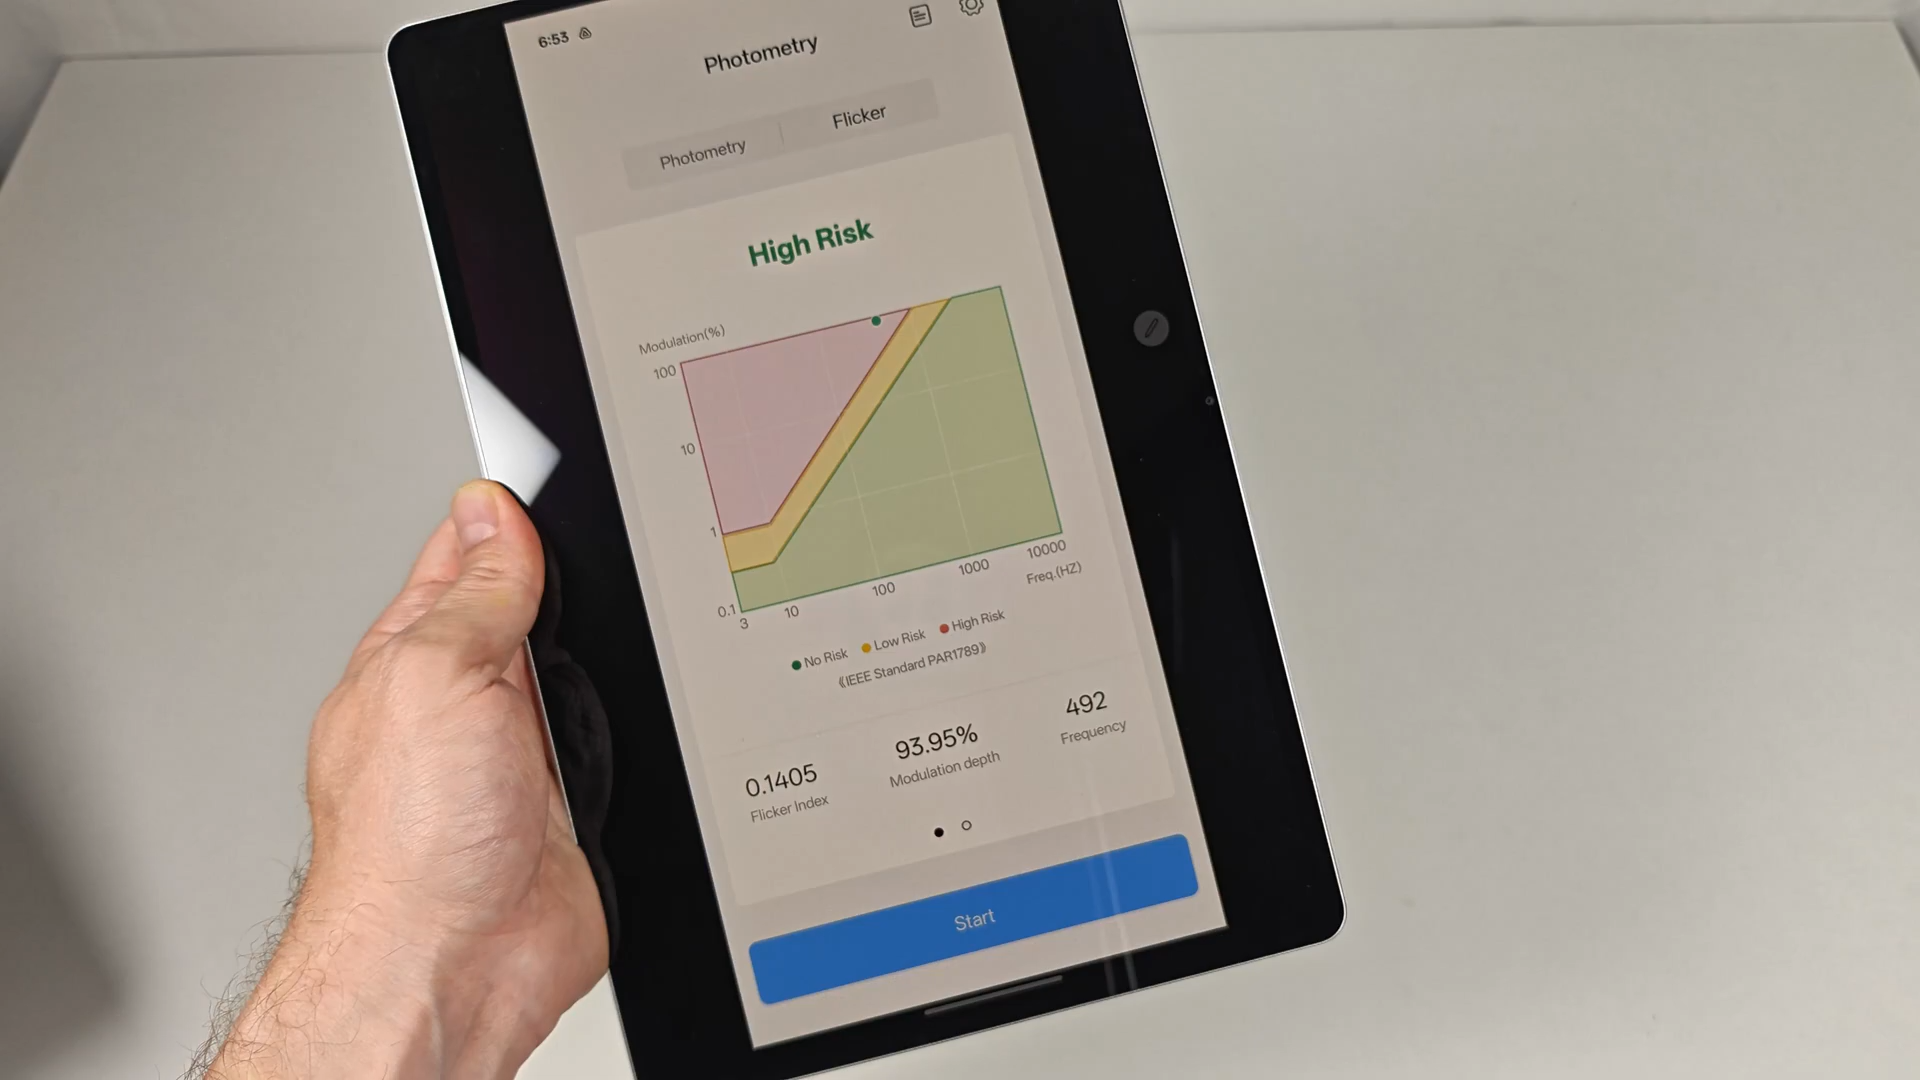 6:53
Photometry
Photometry Flicker
High Risk
Modulation(%)
100
10
1
0.1
3 10 100 1000 10000
Freq.(HZ)
No Risk Low Risk High Risk
《IEEE Standard PAR1789》
0.1405 93.95% 492
Flicker Index Modulation depth Frequency
Start